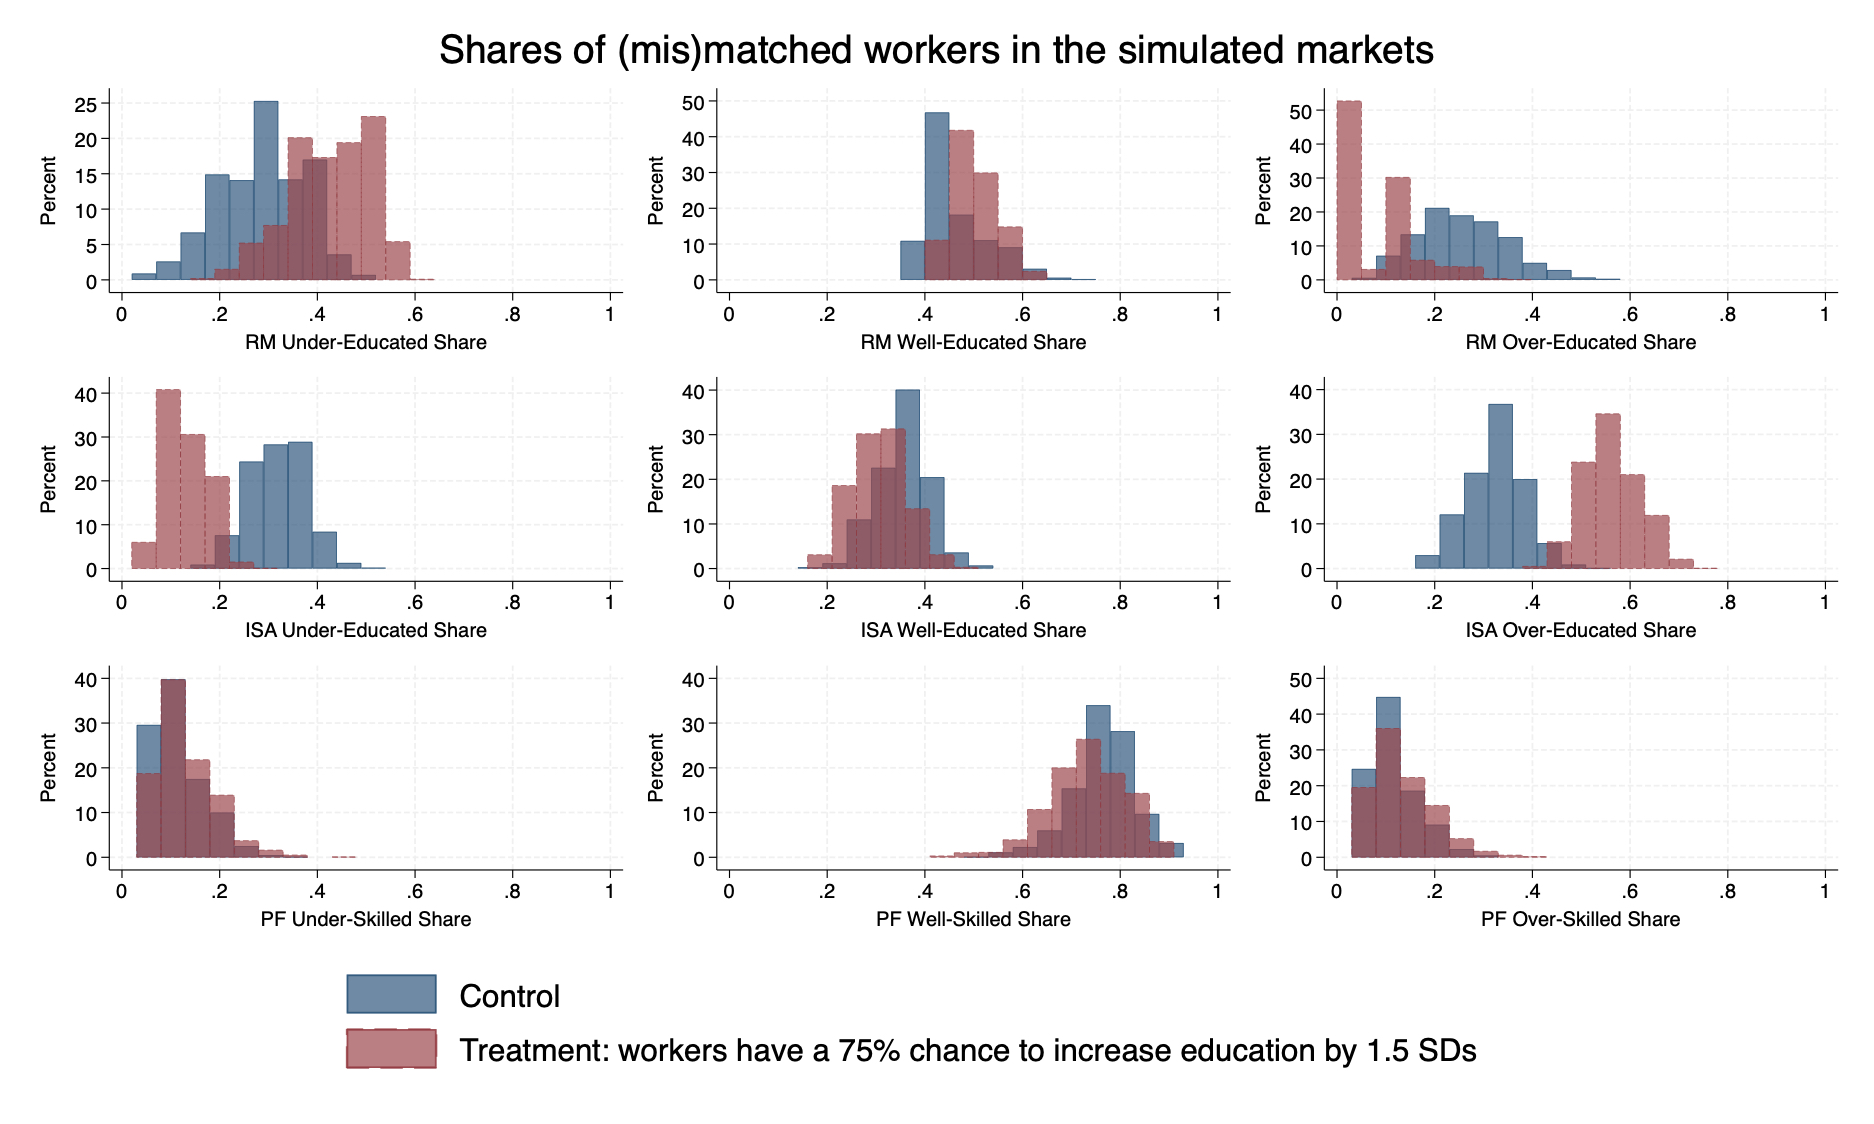 Shares of (mis)matched workers in the simulated markets
Percent
25
20
15
10
5
0
0 .2 .4 .6 .8 1
RM Under-Educated Share
Percent
50
40
30
20
10
0
0 .2 .4 .6 .8 1
RM Well-Educated Share
Percent
50
40
30
20
10
0
0 .2 .4 .6 .8 1
RM Over-Educated Share
Percent
40
30
20
10
0
0 .2 .4 .6 .8 1
ISA Under-Educated Share
Percent
40
30
20
10
0
0 .2 .4 .6 .8 1
ISA Well-Educated Share
Percent
40
30
20
10
0
0 .2 .4 .6 .8 1
ISA Over-Educated Share
Percent
40
30
20
10
0
0 .2 .4 .6 .8 1
PF Under-Skilled Share
Percent
40
30
20
10
0
0 .2 .4 .6 .8 1
PF Well-Skilled Share
Percent
50
40
30
20
10
0
0 .2 .4 .6 .8 1
PF Over-Skilled Share
Control
Treatment: workers have a 75% chance to increase education by 1.5 SDs